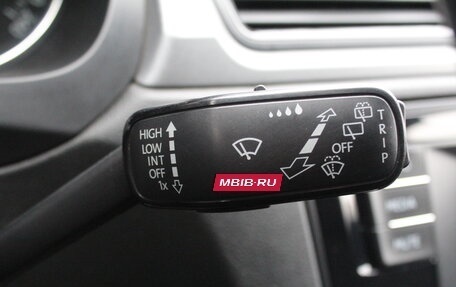 HIGH
LOW
INT
OFF
1x
OFF
TRIP
MBIB-RU